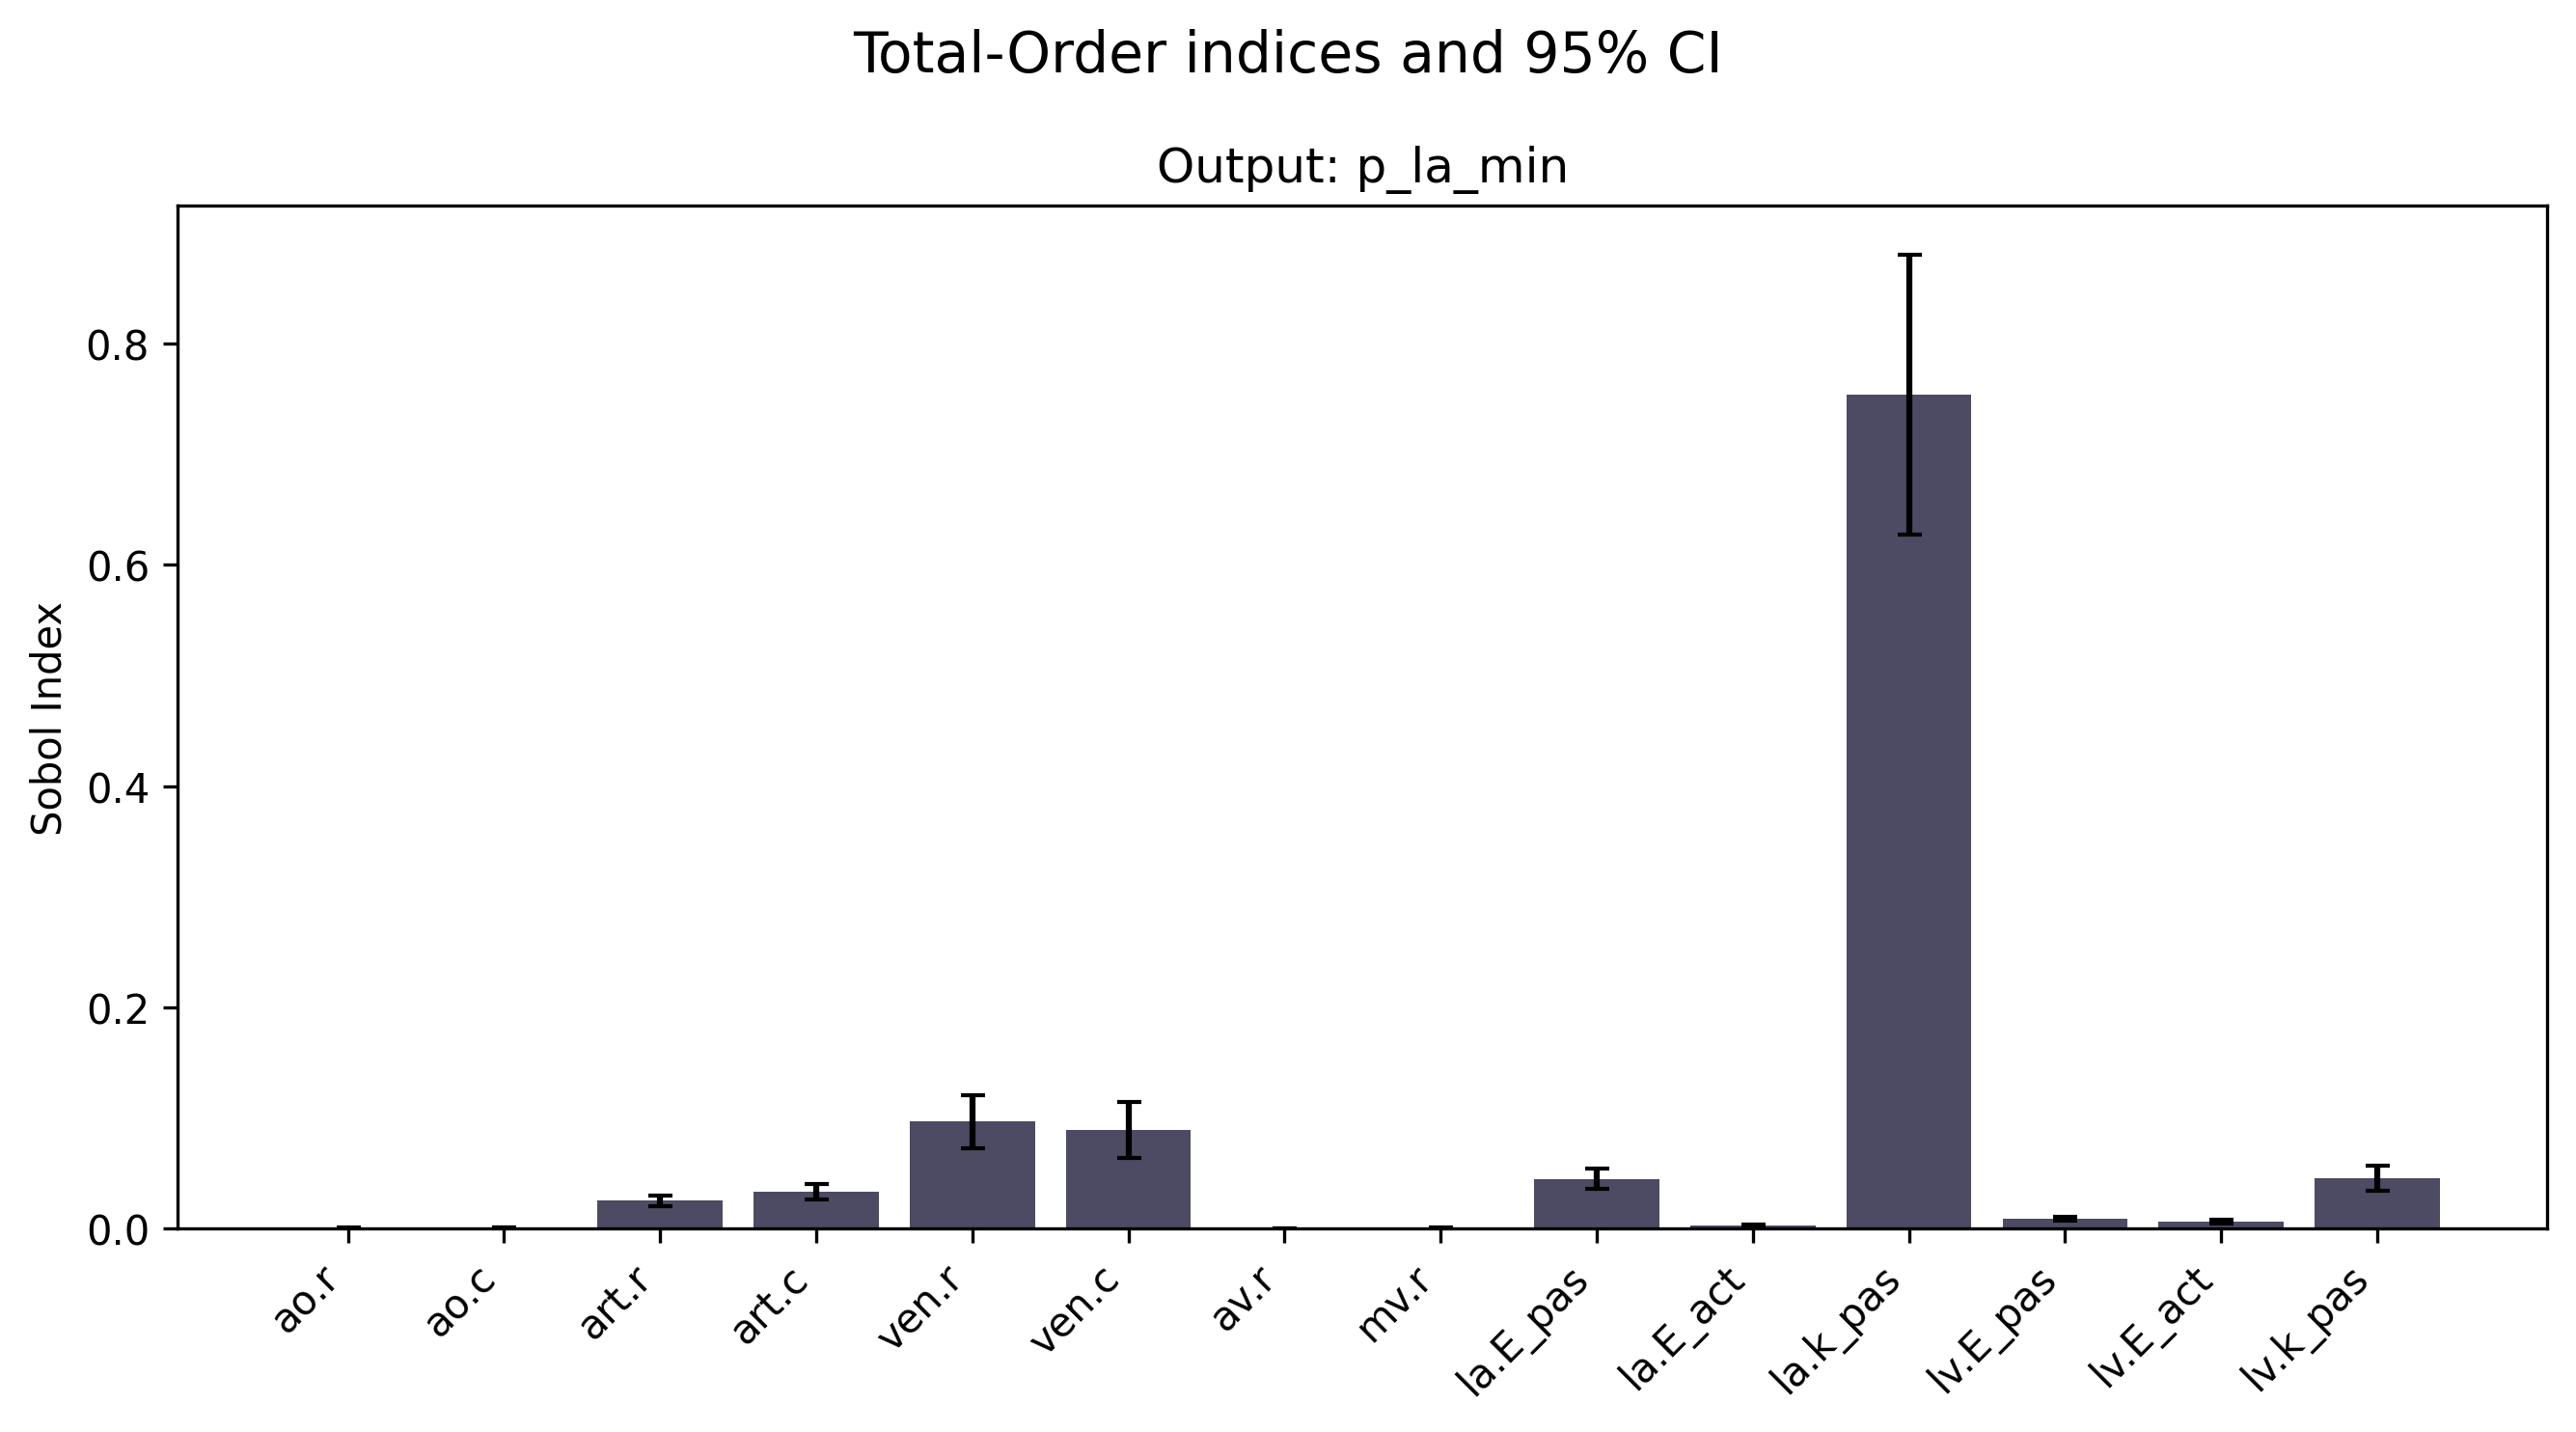 Total-Order indices and 95% CI
Output: p_la_min
Sobol Index
0.8
0.6
0.4
0.2
0.0
ao.r
ao.c
art.r
art.c
ven.r
ven.c
av.r
mv.r
la.E_pas
la.E_act
la.k_pas
lv.E_pas
lv.E_act
lv.k_pas